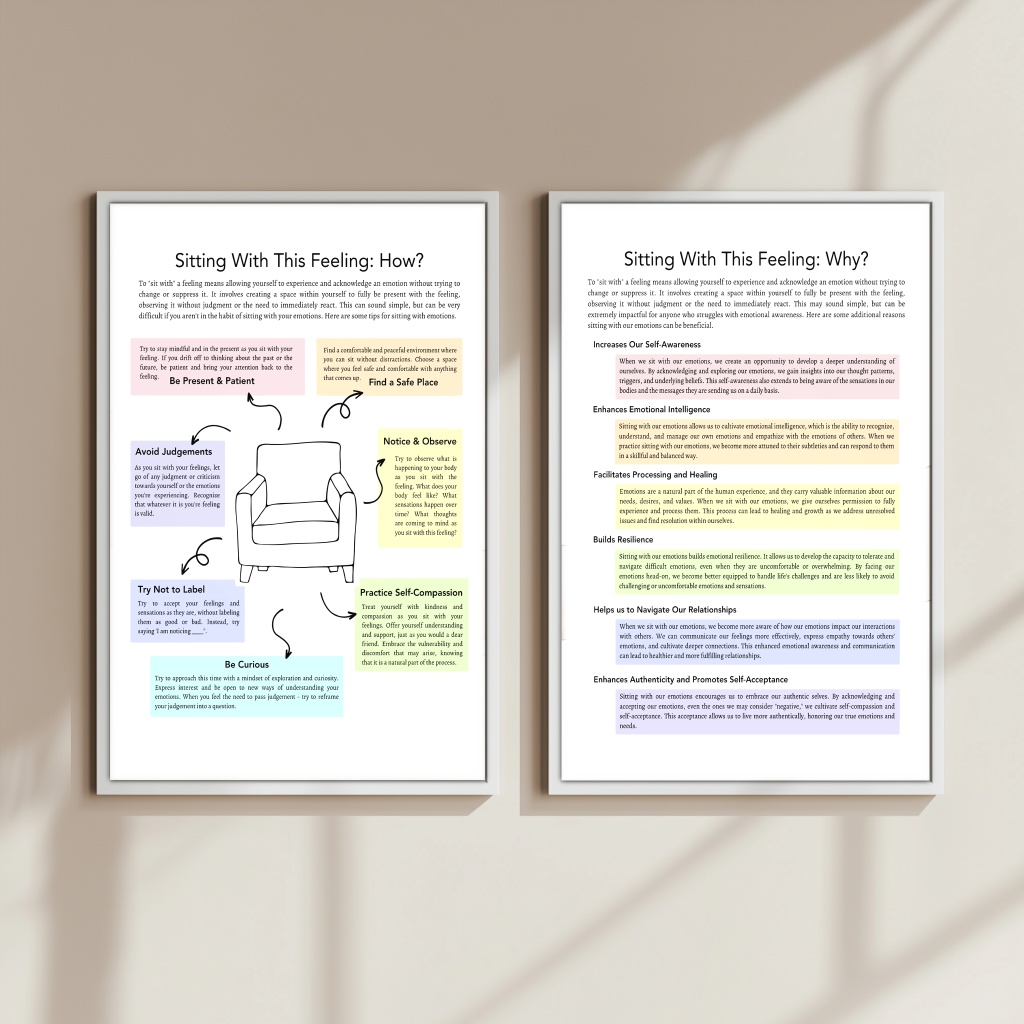 Sitting With This Feeling: How?
To "sit with" a feeling means allowing yourself to experience and acknowledge an emotion without trying to
change or suppress it. It involves creating a space within yourself to fully be present with the feeling,
observing it without judgment or the need to immediately react. This can sound simple, but can be very
difficult if you aren't in the habit of sitting with your emotions. Here are some tips for sitting with emotions.
Try to stay mindful and in the present as you sit with your
feeling. If you drift off to thinking about the past or the
future, be patient and bring your attention back to the
feeling.
Be Present & Patient
Find a comfortable and peaceful environment where
you can sit without distractions. Choose a space
where you feel safe and comfortable with anything
that comes up.
Find a Safe Place
Avoid Judgements
As you sit with your feelings, let
go of any judgment or criticism
towards yourself or the emotions
you're experiencing. Recognize
that whatever it is you're feeling
is valid.
Notice & Observe
Try to observe what is
happening to your body
as you sit with the
feeling. What does your
body feel like? What
sensations happen over
time? What thoughts
are coming to mind as
you sit with this feeling?
Try Not to Label
Try to accept your feelings and
sensations as they are, without labeling
them as good or bad. Instead, try
saying "I am noticing ____".
Practice Self-Compassion
Treat yourself with kindness and
compassion as you sit with your
feelings. Offer yourself understanding
and support, just as you would a dear
friend. Embrace the vulnerability and
discomfort that may arise, knowing
that it is a natural part of the process.
Be Curious
Try to approach this time with a mindset of exploration and curiosity.
Express interest and be open to new ways of understanding your
emotions. When you feel the need to pass judgement - try to reframe
your judgement into a question.
Sitting With This Feeling: Why?
To "sit with" a feeling means allowing yourself to experience and acknowledge an emotion without trying to
change or suppress it. It involves creating a space within yourself to fully be present with the feeling,
observing it without judgment or the need to immediately react. This may sound simple, but can be
extremely impactful for anyone who struggles with emotional awareness. Here are some additional reasons
sitting with our emotions can be beneficial.
Increases Our Self-Awareness
When we sit with our emotions, we create an opportunity to develop a deeper understanding of
ourselves. By acknowledging and exploring our emotions, we gain insights into our thought patterns,
triggers, and underlying beliefs. This self-awareness also extends to being aware of the sensations in our
bodies and the messages they are sending us on a daily basis.
Enhances Emotional Intelligence
Sitting with our emotions allows us to cultivate emotional intelligence, which is the ability to recognize,
understand, and manage our own emotions and empathize with the emotions of others. When we
practice sitting with our emotions, we become more attuned to their subtleties and can respond to them
in a skillful and balanced way.
Facilitates Processing and Healing
Emotions are a natural part of the human experience, and they carry valuable information about our
needs, desires, and values. When we sit with our emotions, we give ourselves permission to fully
experience and process them. This process can lead to healing and growth as we address unresolved
issues and find resolution within ourselves.
Builds Resilience
Sitting with our emotions builds emotional resilience. It allows us to develop the capacity to tolerate and
navigate difficult emotions, even when they are uncomfortable or overwhelming. By facing our
emotions head-on, we become better equipped to handle life's challenges and are less likely to avoid
challenging or uncomfortable emotions and sensations.
Helps us to Navigate Our Relationships
When we sit with our emotions, we become more aware of how our emotions impact our interactions
with others. We can communicate our feelings more effectively, express empathy towards others'
emotions, and cultivate deeper connections. This enhanced emotional awareness and communication
can lead to healthier and more fulfilling relationships.
Enhances Authenticity and Promotes Self-Acceptance
Sitting with our emotions encourages us to embrace our authentic selves. By acknowledging and
accepting our emotions, even the ones we may consider "negative," we cultivate self-compassion and
self-acceptance. This acceptance allows us to live more authentically, honoring our true emotions and
needs.